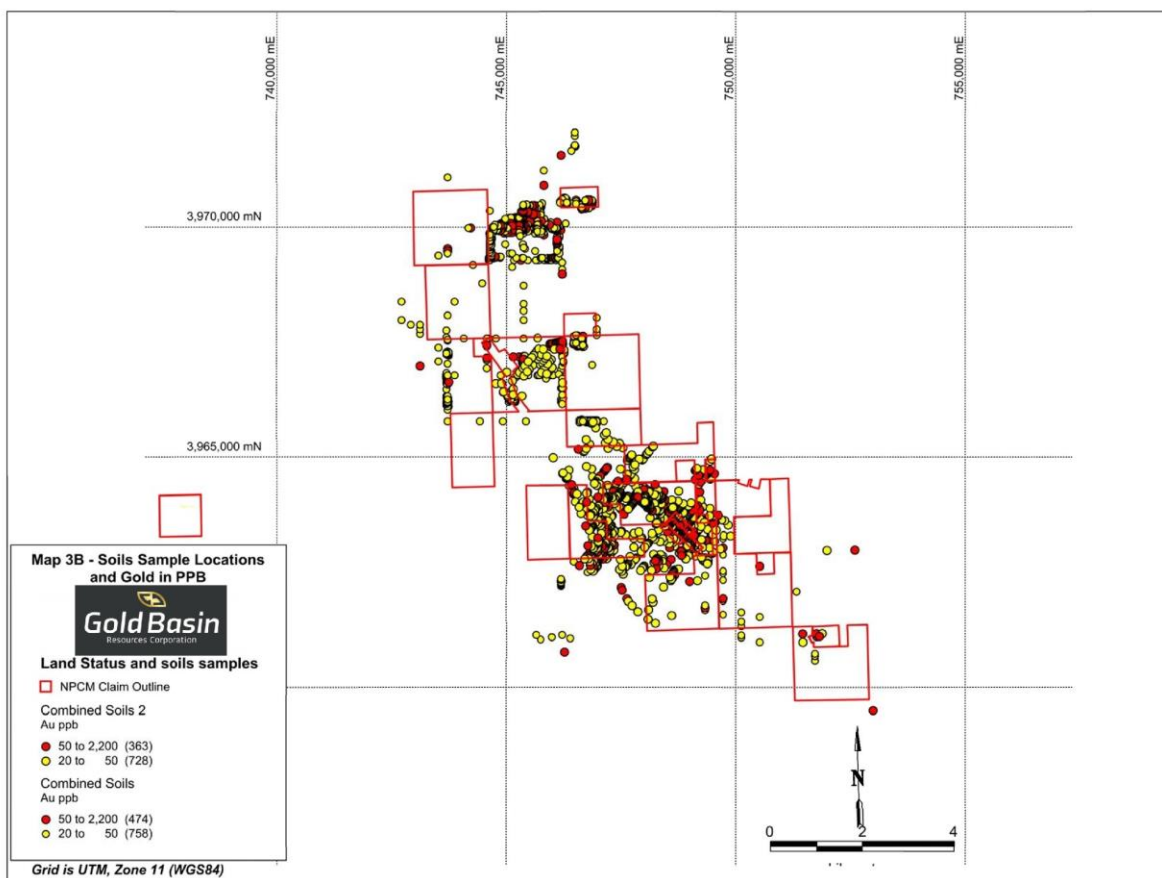 740,000 mE
745,000 mE
750,000 mE
755,000 mE
3,970,000 mN
3,965,000 mN
Map 3B - Soils Sample Locations
and Gold in PPB
Gold Basin
Resources Corporation
Land Status and soils samples
NPCM Claim Outline
Combined Soils 2
Au ppb
50 to 2,200 (363)
20 to 50 (728)
Combined Soils
Au ppb
50 to 2,200 (474)
20 to 50 (758)
Grid is UTM, Zone 11 (WGS84)
N
0 2 4